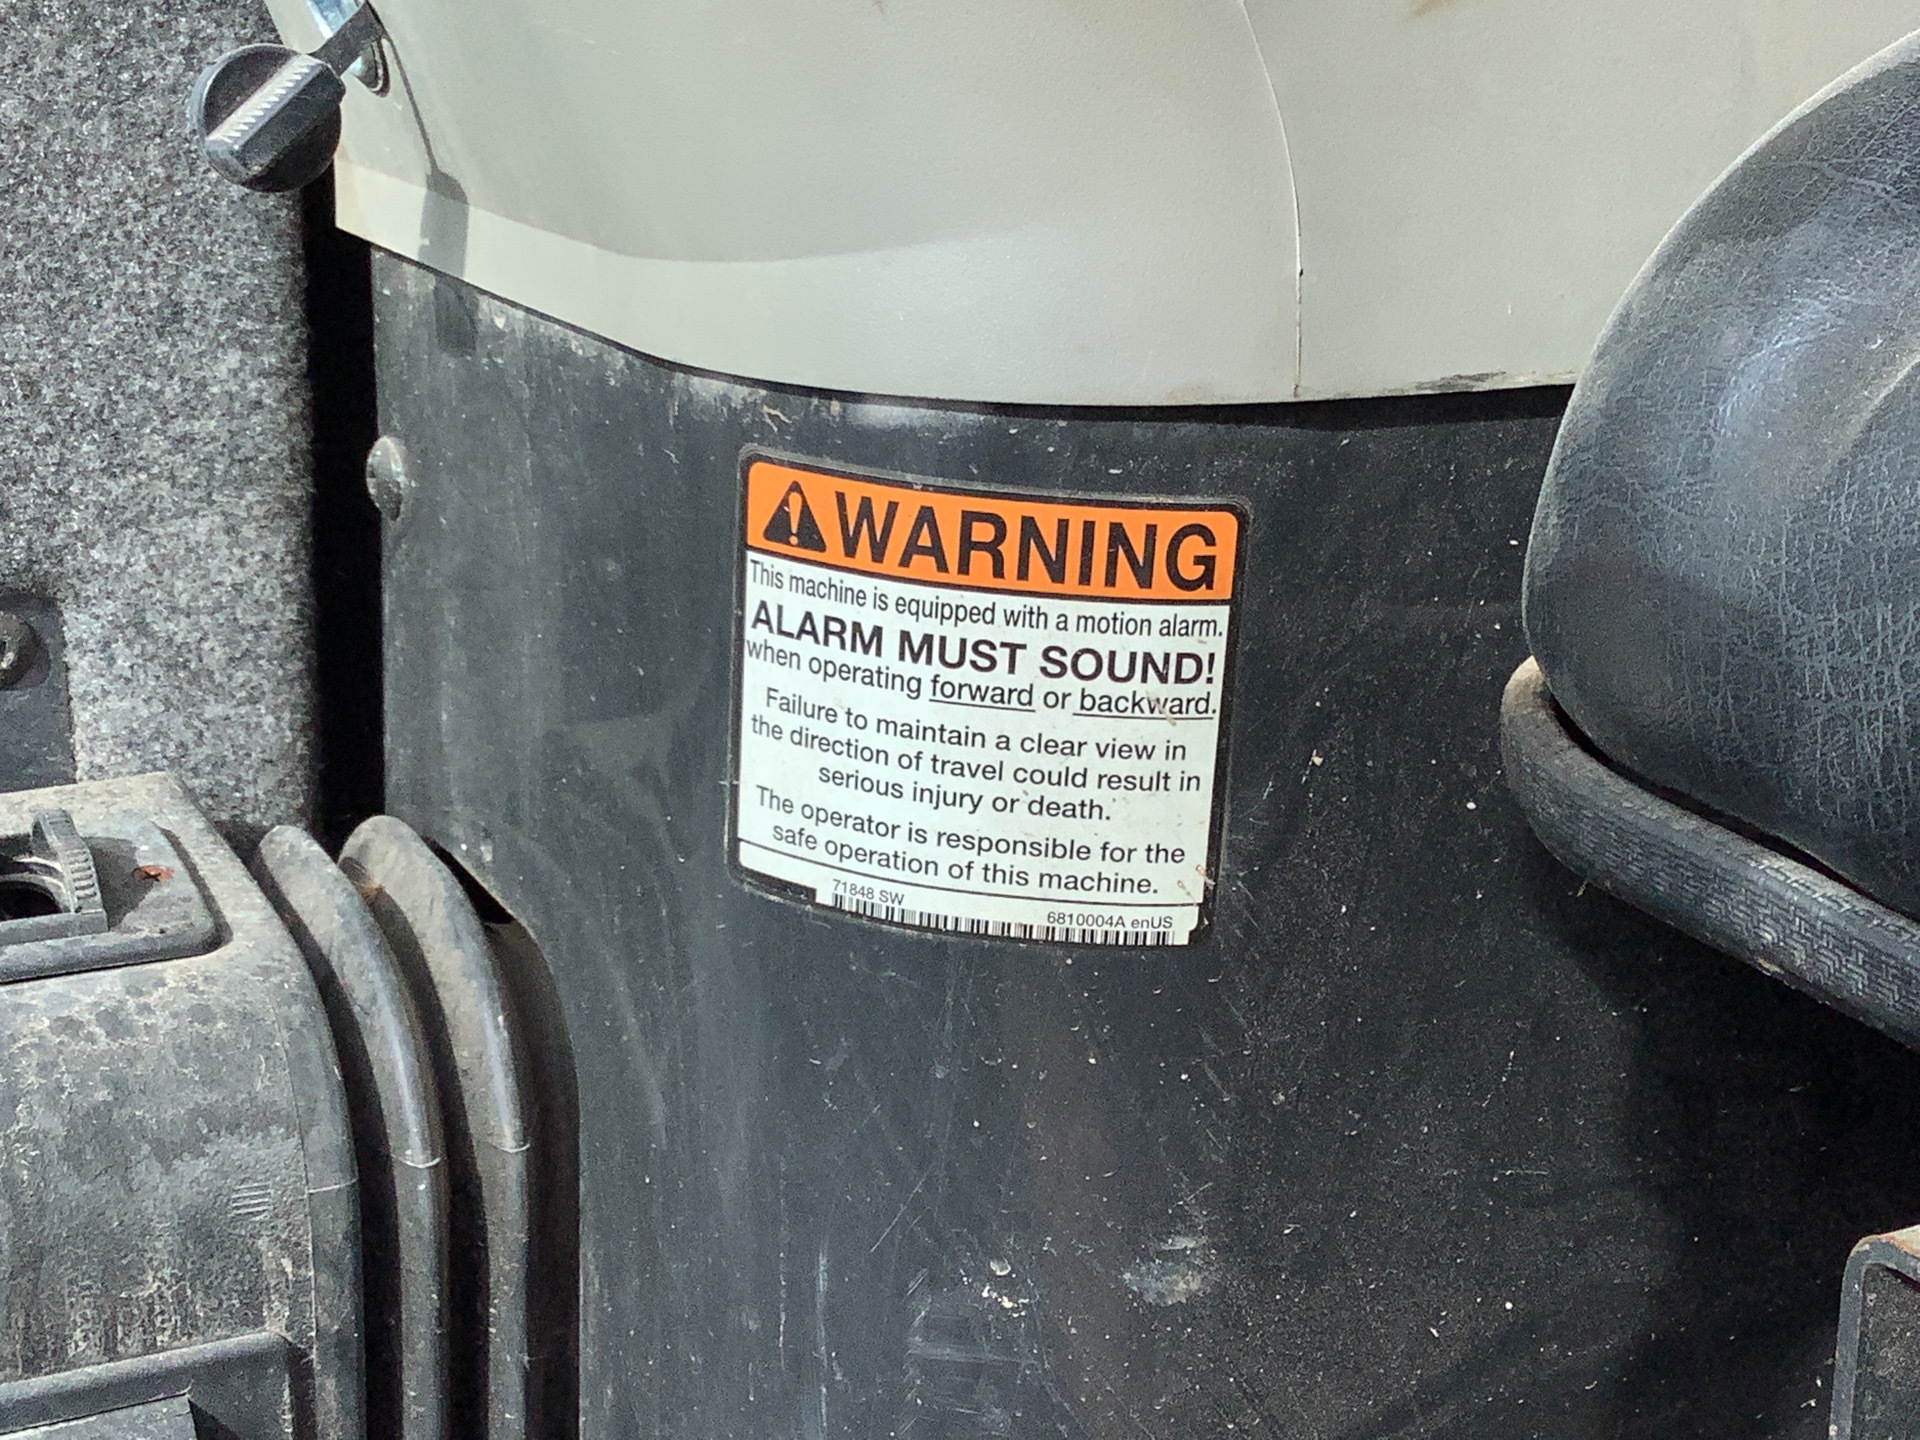 WARNING
This machine is equipped with a motion alarm.
ALARM MUST SOUND!
when operating forward or backward.
Failure to maintain a clear view in
the direction of travel could result in
serious injury or death.
The operator is responsible for the
safe operation of this machine.
71848 SW
6810004A enUS